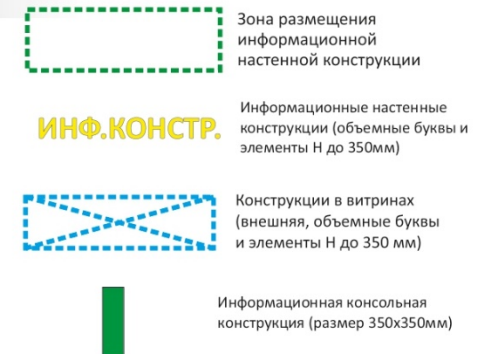 Зона размещения
информационной
настенной конструкции
ИНФ.КОНСТР.
Информационные настенные
конструкции (объемные буквы и
элементы Н до 350мм)
Конструкции в витринах
(внешняя, объемные буквы
и элементы Н до 350 мм)
Информационная консольная
конструкция (размер 350х350мм)